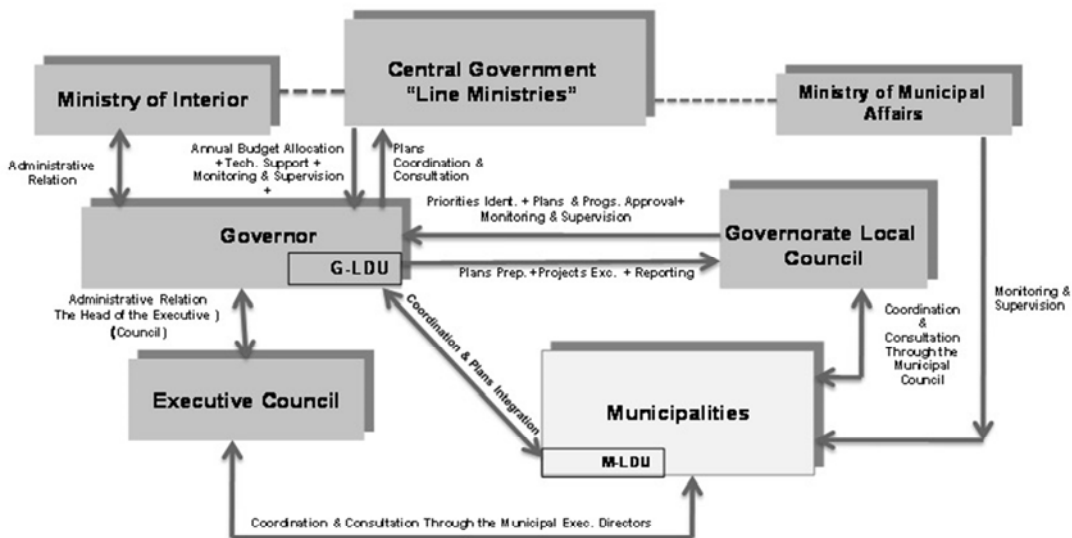 Central Government
"Line Ministries"
Ministry of Interior
Ministry of Municipal
Affairs
Administrative
Relation
Annual Budget Allocation
+Tech. Support +
Monitoring & Supervision
+
Plans
Coordination &
Consultation
Priorities Ident. + Plans & Progs. Approval+
Monitoring & Supervision
Governor
G-LDU
Governorate Local
Council
Plans Prep. +Projects Exc. + Reporting
Administrative Relation
The Head of the Executive )
(Council)
Coordination & Plans Integration
Coordination
&
Consultation
Through the
Municipal
Council
Monitoring &
Supervision
Executive Council
Municipalities
M-LDU
Coordination & Consultation Through the Municipal Exec. Directors